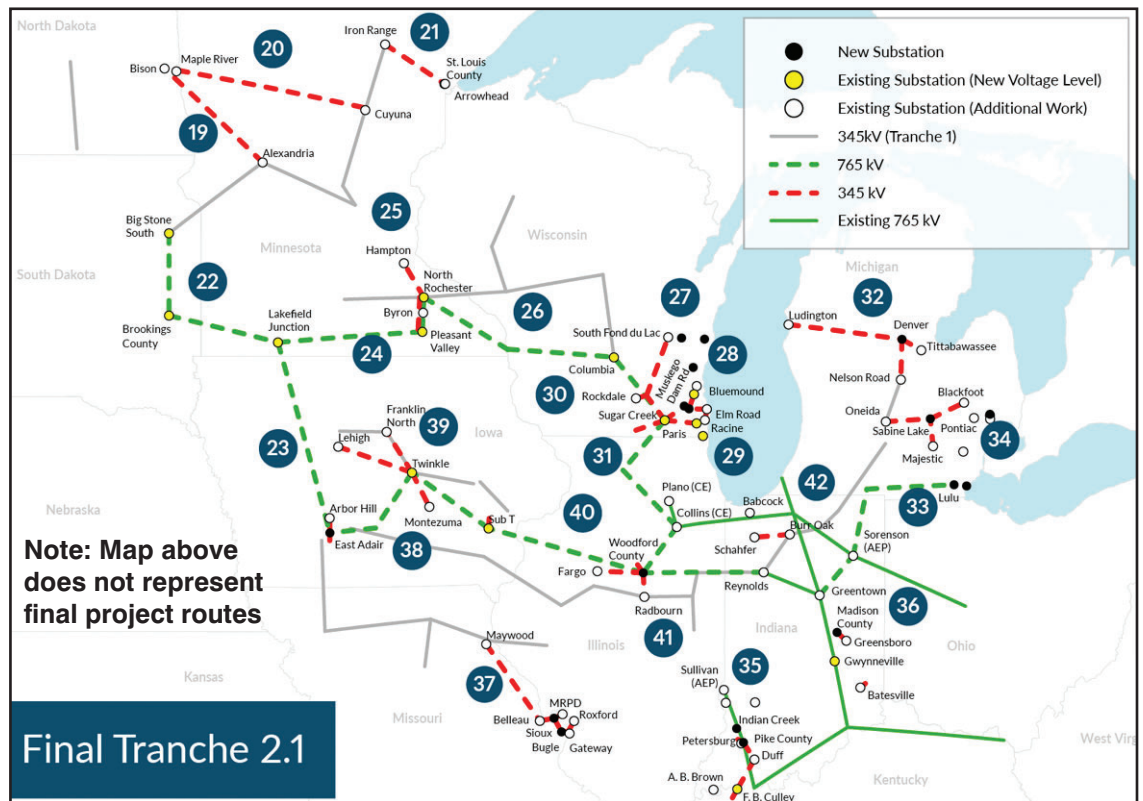 North Dakota
Iron Range
21
20
Maple River
Bison
St. Louis
County
Arrowhead
Cuyuna
19
Alexandria
New Substation
Existing Substation (New Voltage Level)
Existing Substation (Additional Work)
345kV (Tranche 1)
765 kV
345 kV
Existing 765 kV
25
Big Stone
South
Minnesota
Hampton
Wisconsin
Michigan
South Dakota
22
North
Rochester
26
27
32
Brookings
County
Lakefield
Junction
Byron
South Fond du Lac
Ludington
Denver
24
Pleasant
Valley
28
Tittabawassee
Columbia
Muskego
Dam Rd
Bluemound
Nelson Road
30
Rockdale
Blackfoot
Franklin
North
39
Iowa
Sugar Creek
Elm Road
Oneida
Lehigh
Paris
Racine
Sabine Lake
Pontiac
34
23
31
29
Majestic
Twinkle
42
Nebraska
Arbor Hill
Montezuma
40
Plano (CE)
Babcock
Lulu
Sub T
Collins (CE)
33
Burr Oak
Note: Map above
does not represent
final project routes
East Adair
38
Woodford
County
Schahfer
Sorenson
(AEP)
Fargo
Reynolds
Greentown
Radbourn
36
Madison
County
Maywood
Illinois
41
Indiana
Greensboro
Ohio
Kansas
Sullivan
(AEP)
35
Gwynneville
37
Batesville
Missouri
MRPD
Belleau
Roxford
Sioux
Indian Creek
Bugle
Gateway
Petersburg
Pike County
West Virg
Final Tranche 2.1
Duff
A. B. Brown
Kentucky
F. B. Culley